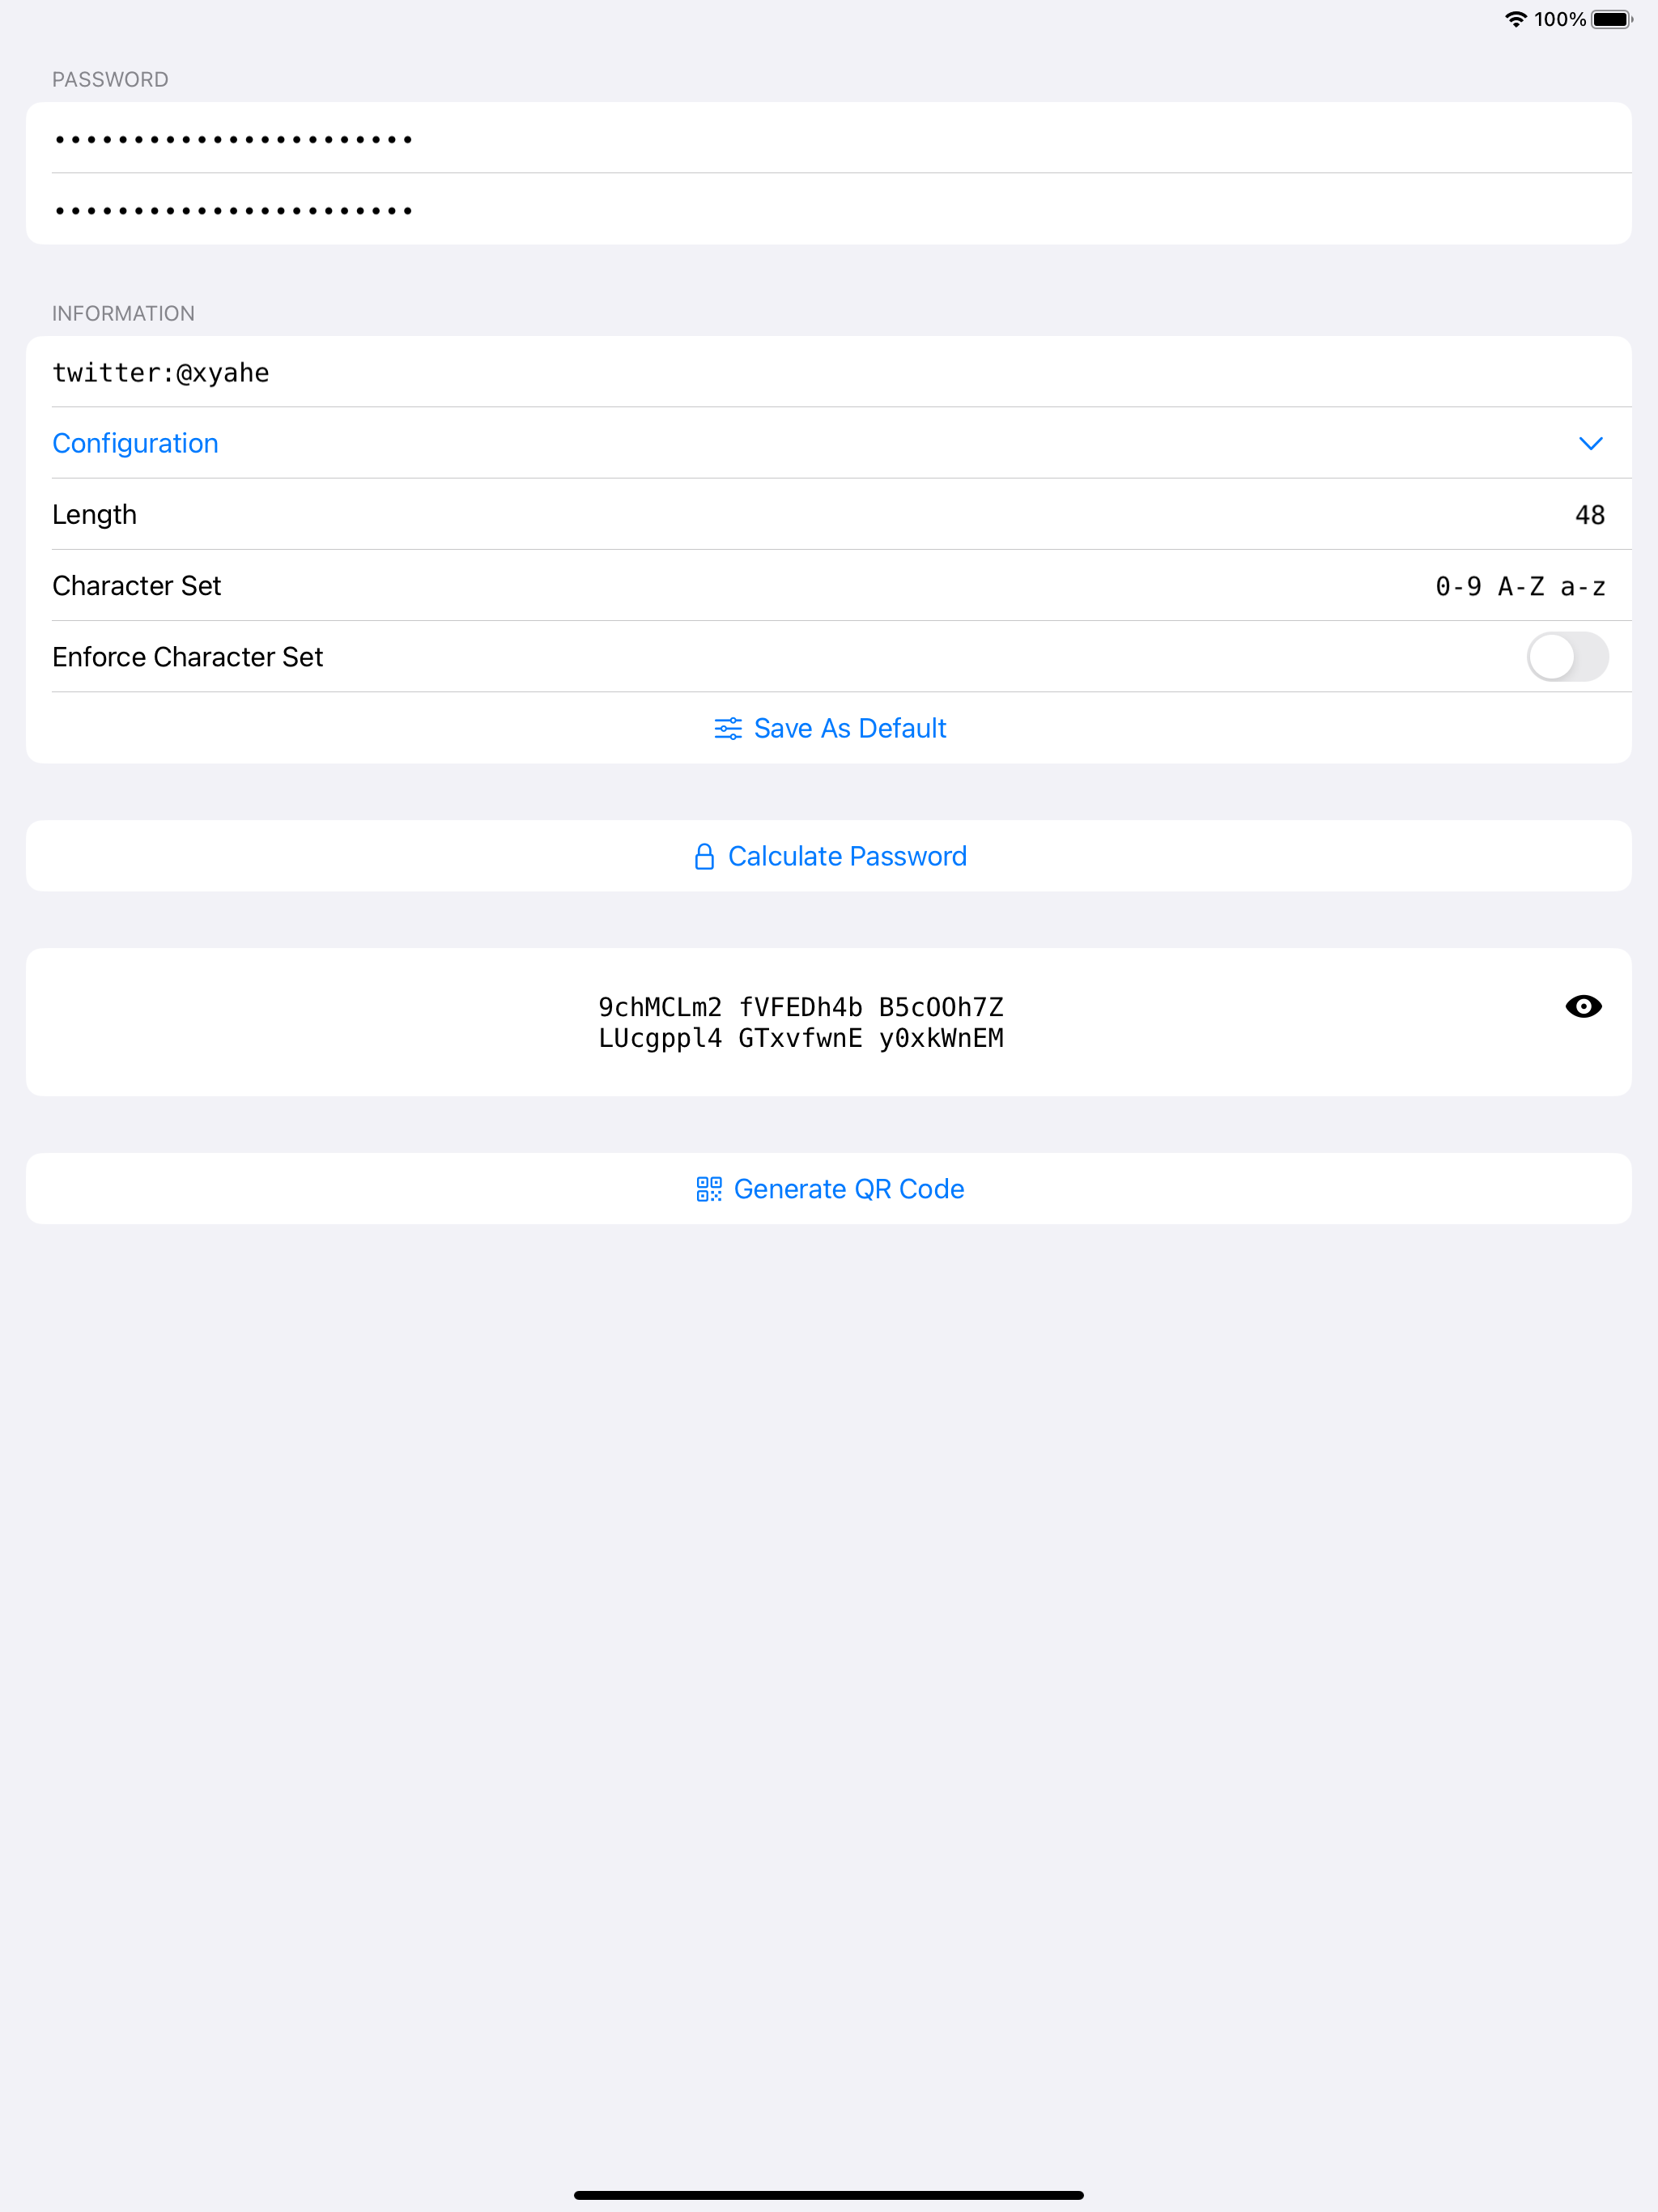 100%
PASSWORD
•••••••••••••••••••••••
•••••••••••••••••••••••
INFORMATION
twitter:@xyahe
Configuration
Length 48
Character Set 0-9 A-Z a-z
Enforce Character Set
Save As Default
Calculate Password
9chMCLm2 fVFEDh4b B5cOOh7Z
LUcgppl4 GTxvfwnE y0xkWnEM
Generate QR Code